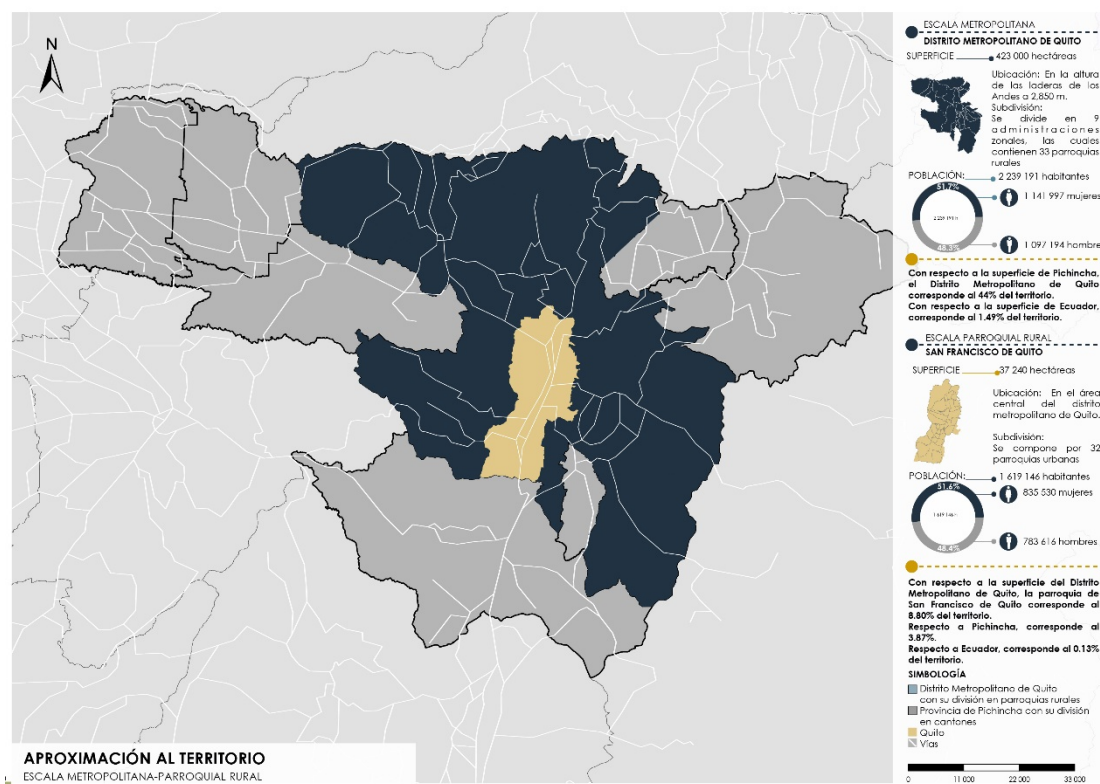 N
ESCALA METROPOLITANA
DISTRITO METROPOLITANO DE QUITO
SUPERFICIE 423 000 hectáreas
Ubicación: En la altura
de las laderas de los
Andes a 2,850 m.
Subdivisión:
Se divide en 9
administraciones
zonales, las cuales
contienen 33 parroquias
rurales
POBLACIÓN: 2 239 191 habitantes
51.7%
1 141 997 mujeres
2 239 191 h
48.3%
1 097 194 hombre
Con respecto a la superficie de Pichincha,
el Distrito Metropolitano de Quito
corresponde al 44% del territorio.
Con respecto a la superficie de Ecuador,
corresponde al 1.49% del territorio.
ESCALA PARROQUIAL RURAL
SAN FRANCISCO DE QUITO
SUPERFICIE 37 240 hectáreas
Ubicación: En el área
central del distrito
metropolitano de Quito.
Subdivisión:
Se compone por 32
parroquias urbanas
POBLACIÓN: 1 619 146 habitantes
51.6%
835 530 mujeres
1 619 146 h
48.4%
783 616 hombres
Con respecto a la superficie del Distrito
Metropolitano de Quito, la parroquia de
San Francisco de Quito corresponde al
8.80% del territorio.
Respecto a Pichincha, corresponde al
3.87%.
Respecto a Ecuador, corresponde al 0.13%
del territorio.
SIMBOLOGÍA
Distrito Metropolitano de Quito
con su división en parroquias rurales
Provincia de Pichincha con su división
en cantones
Quito
Vías
0 11 000 22 000 33 000
APROXIMACIÓN AL TERRITORIO
ESCALA METROPOLITANA-PARROQUIAL RURAL